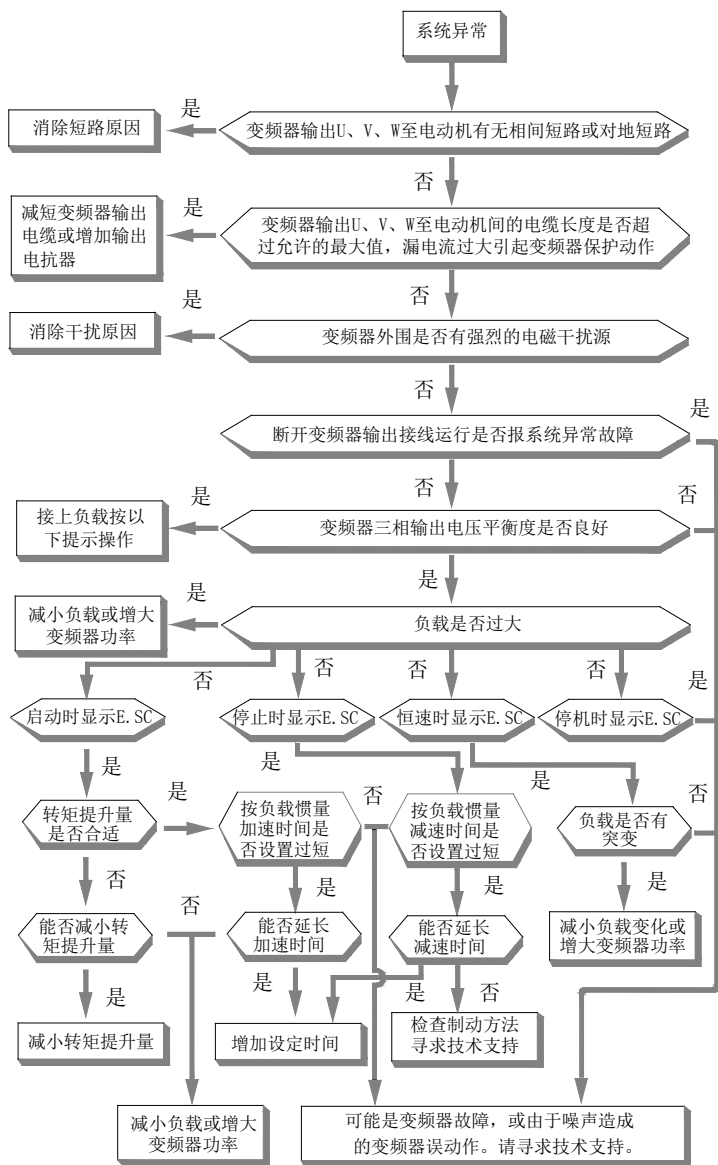 系统异常
是
消除短路原因
变频器输出U、V、W至电动机有无相间短路或对地短路
否
减短变频器输出
电缆或增加输出
电抗器
是
变频器输出U、V、W至电动机间的电缆长度是否超
过允许的最大值，漏电流过大引起变频器保护动作
否
消除干扰原因
是
变频器外围是否有强烈的电磁干扰源
否
是
断开变频器输出接线运行是否报系统异常故障
否
否
接上负载按以
下提示操作
是
变频器三相输出电压平衡度是否良好
是
减小负载或增大
变频器功率
是
负载是否过大
否
否
否
否
是
启动时显示E.SC
停止时显示E.SC
恒速时显示E.SC
停机时显示E.SC
是
是
是
否
转矩提升量
是否合适
是
按负载惯量
加速时间是
否设置过短
否
按负载惯量
减速时间是
否设置过短
负载是否有
突变
否
是
是
是
能否减小转
矩提升量
否
能否延长
加速时间
能否延长
减速时间
减小负载变化或
增大变频器功率
是
是
是
否
减小转矩提升量
增加设定时间
检查制动方法
寻求技术支持
减小负载或增大
变频器功率
可能是变频器故障，或由于噪声造成
的变频器误动作。请寻求技术支持。